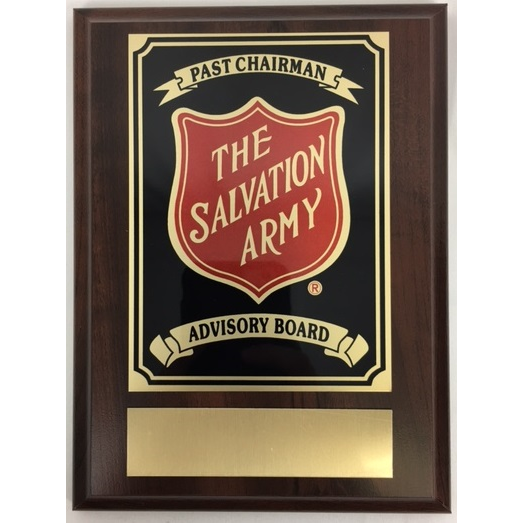 PAST CHAIRMAN
THE
SALVATION
ARMY
®
ADVISORY BOARD